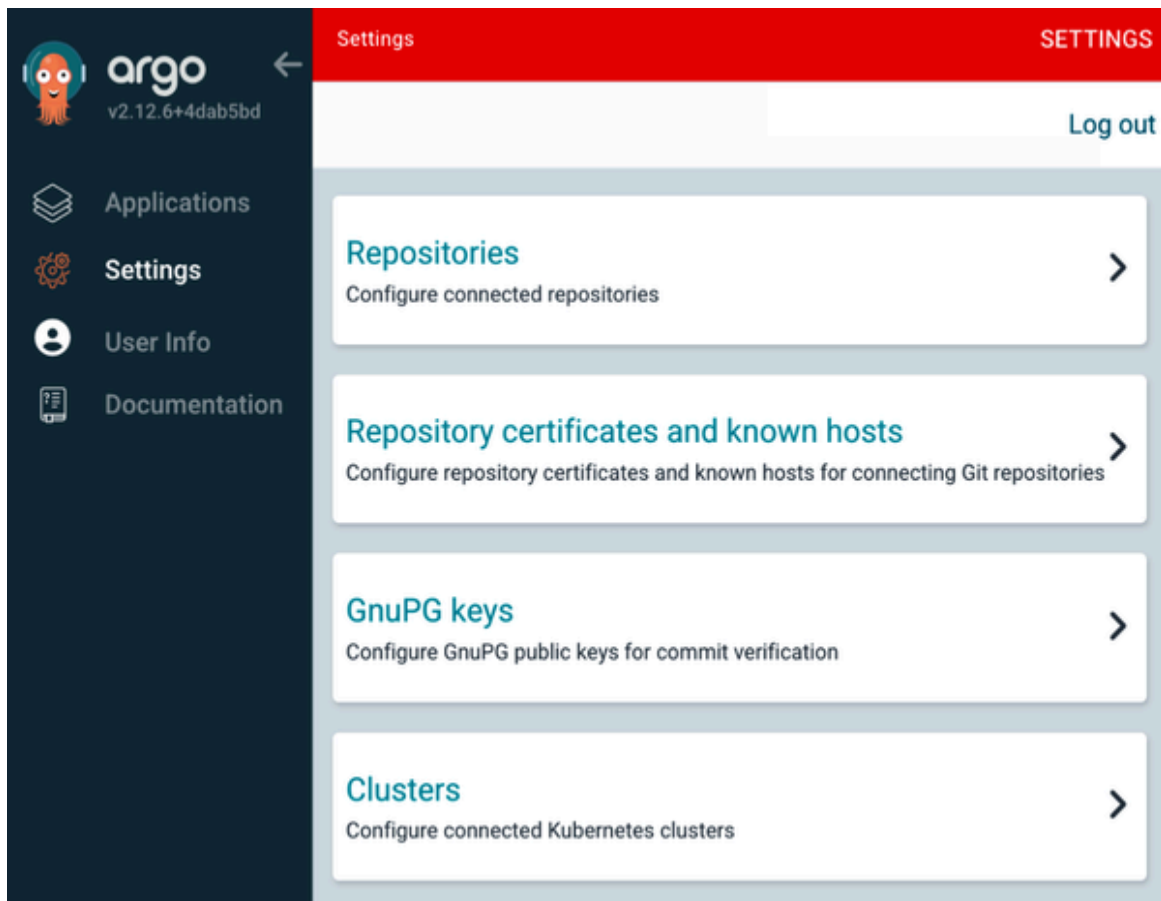 argo
v2.12.6+4dab5bd
Applications
Settings
User Info
Documentation
Settings
SETTINGS
Log out
Repositories
Configure connected repositories
Repository certificates and known hosts
Configure repository certificates and known hosts for connecting Git repositories
GnuPG keys
Configure GnuPG public keys for commit verification
Clusters
Configure connected Kubernetes clusters